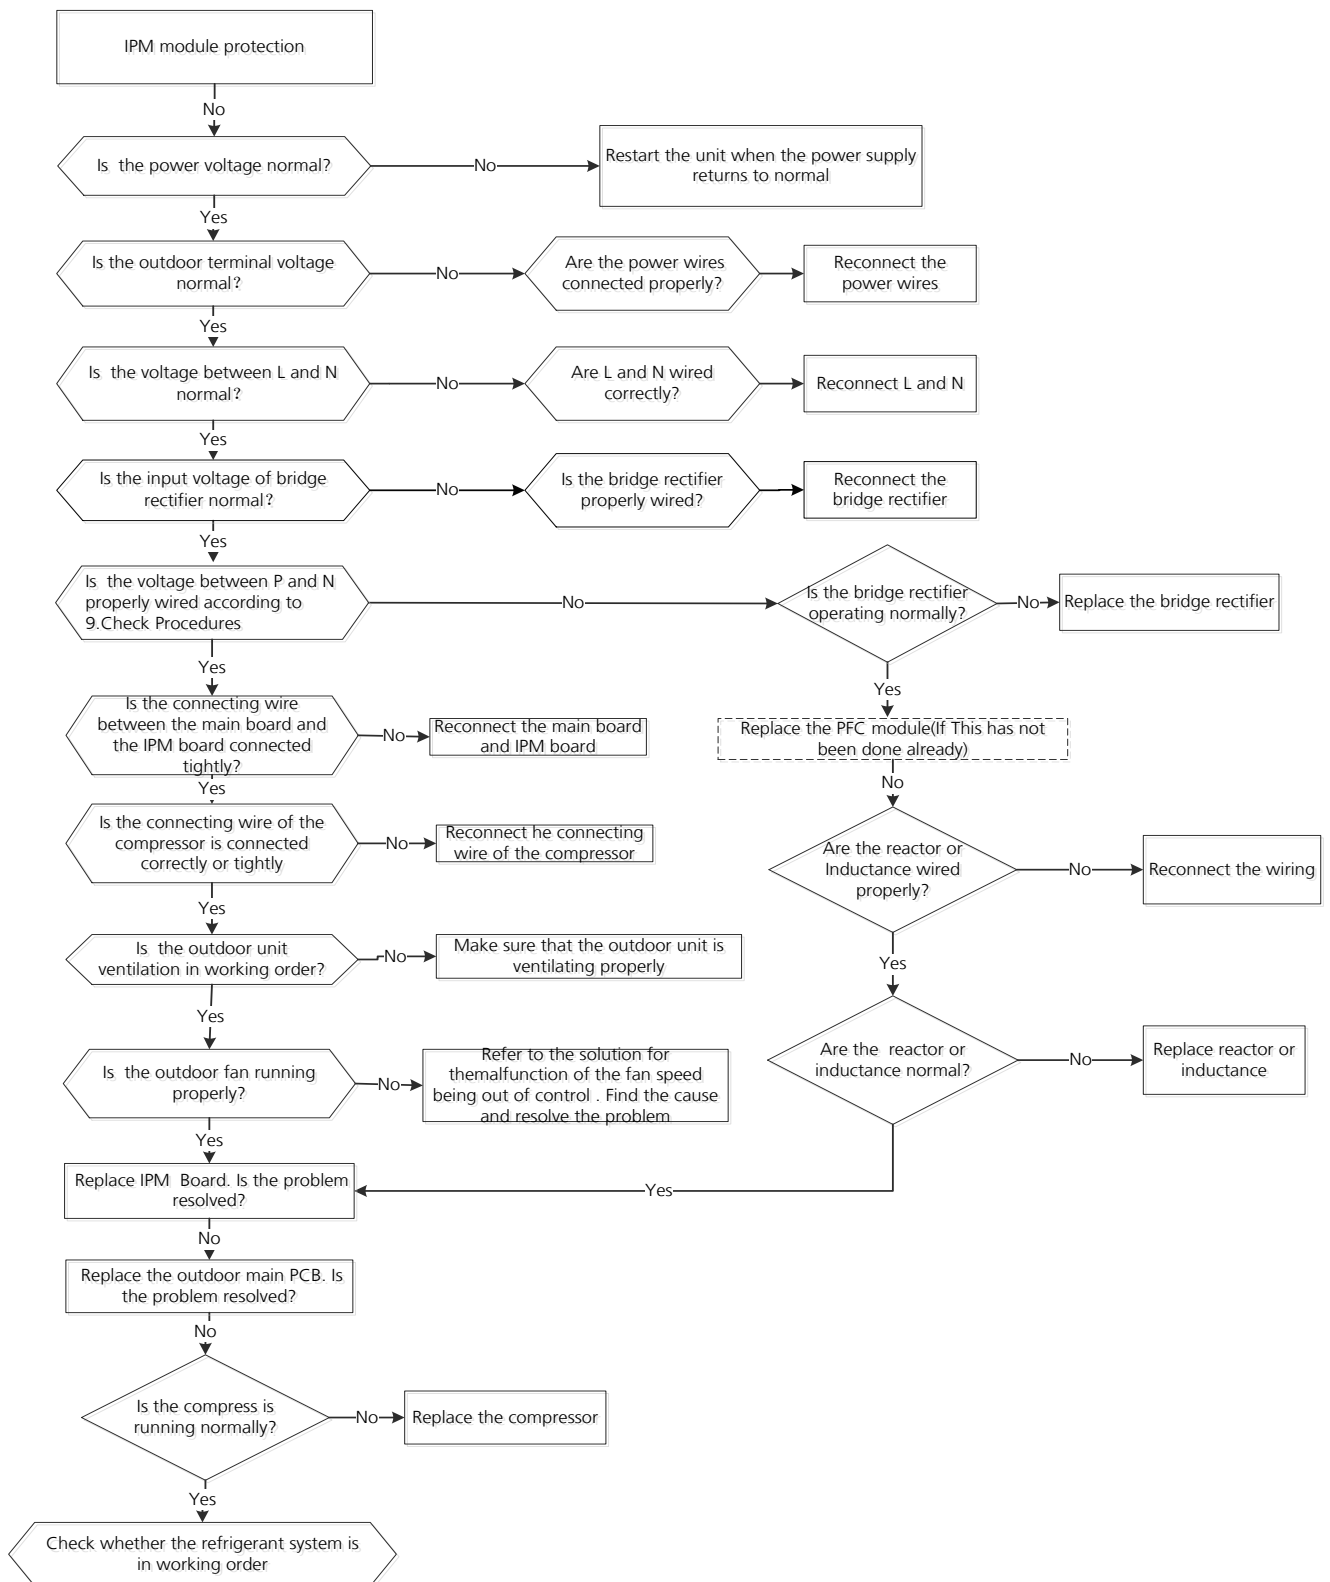 IPM module protection
No
Is the power voltage normal?
No
Restart the unit when the power supply
returns to normal
Yes
Is the outdoor terminal voltage
normal?
No
Are the power wires
connected properly?
Reconnect the
power wires
Yes
Is the voltage between L and N
normal?
No
Are L and N wired
correctly?
Reconnect L and N
Yes
Is the input voltage of bridge
rectifier normal?
No
Is the bridge rectifier
properly wired?
Reconnect the
bridge rectifier
Yes
Is the voltage between P and N
properly wired according to
9.Check Procedures
No
Is the bridge rectifier
operating normally?
No
Replace the bridge rectifier
Yes
Yes
Is the connecting wire
between the main board and
the IPM board connected
tightly?
No
Reconnect the main board
and IPM board
Replace the PFC module(If This has not
been done already)
Yes
No
Is the connecting wire of the
compressor is connected
correctly or tightly
No
Reconnect he connecting
wire of the compressor
Are the reactor or
Inductance wired
properly?
No
Reconnect the wiring
Yes
Is the outdoor unit
ventilation in working order?
No
Make sure that the outdoor unit is
ventilating properly
Yes
Yes
Is the outdoor fan running
properly?
No
Refer to the solution for
themalfunction of the fan speed
being out of control . Find the cause
and resolve the problem
Are the reactor or
inductance normal?
No
Replace reactor or
inductance
Yes
Replace IPM Board. Is the problem
resolved?
Yes
No
Replace the outdoor main PCB. Is
the problem resolved?
No
Is the compress is
running normally?
No
Replace the compressor
Yes
Check whether the refrigerant system is
in working order